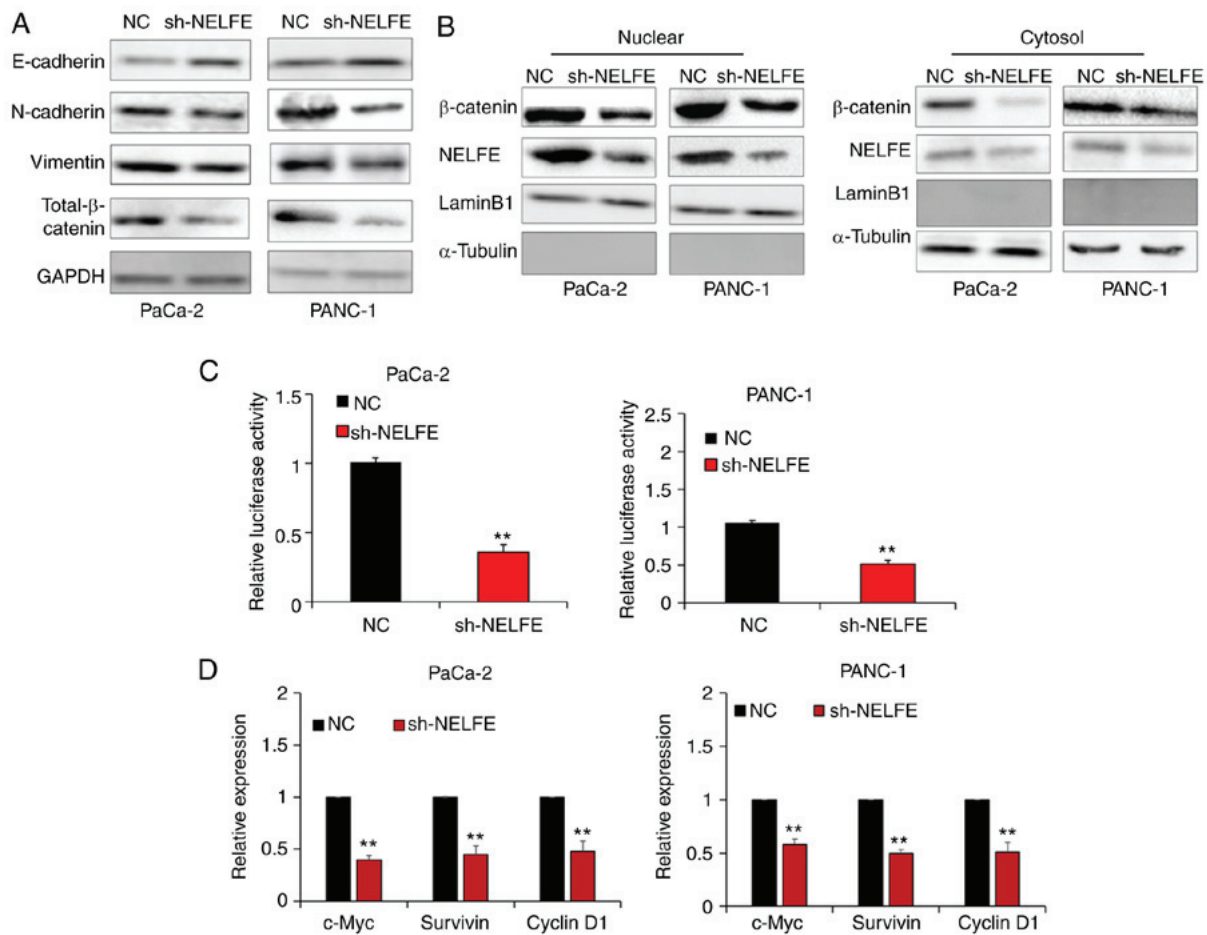 A
NC sh-NELFE NC sh-NELFE
E-cadherin
N-cadherin
Vimentin
Total-β-
catenin
GAPDH
PaCa-2 PANC-1
B
Nuclear Cytosol
NC sh-NELFE NC sh-NELFE NC sh-NELFE NC sh-NELFE
β-catenin β-catenin
NELFE NELFE
LaminB1 LaminB1
α-Tubulin α-Tubulin
PaCa-2 PANC-1 PaCa-2 PANC-1
C
PaCa-2
Relative luciferase activity
1.5
1
0.5
0
NC
sh-NELFE
**
NC sh-NELFE
PANC-1
Relative luciferase activity
2.5
2
1.5
1
0.5
0
NC
sh-NELFE
**
NC sh-NELFE
D
PaCa-2
Relative expression
2
1.5
1
0.5
0
NC sh-NELFE
** ** **
c-Myc Survivin Cyclin D1
PANC-1
Relative expression
2
1.5
1
0.5
0
NC sh-NELFE
** ** **
c-Myc Survivin Cyclin D1